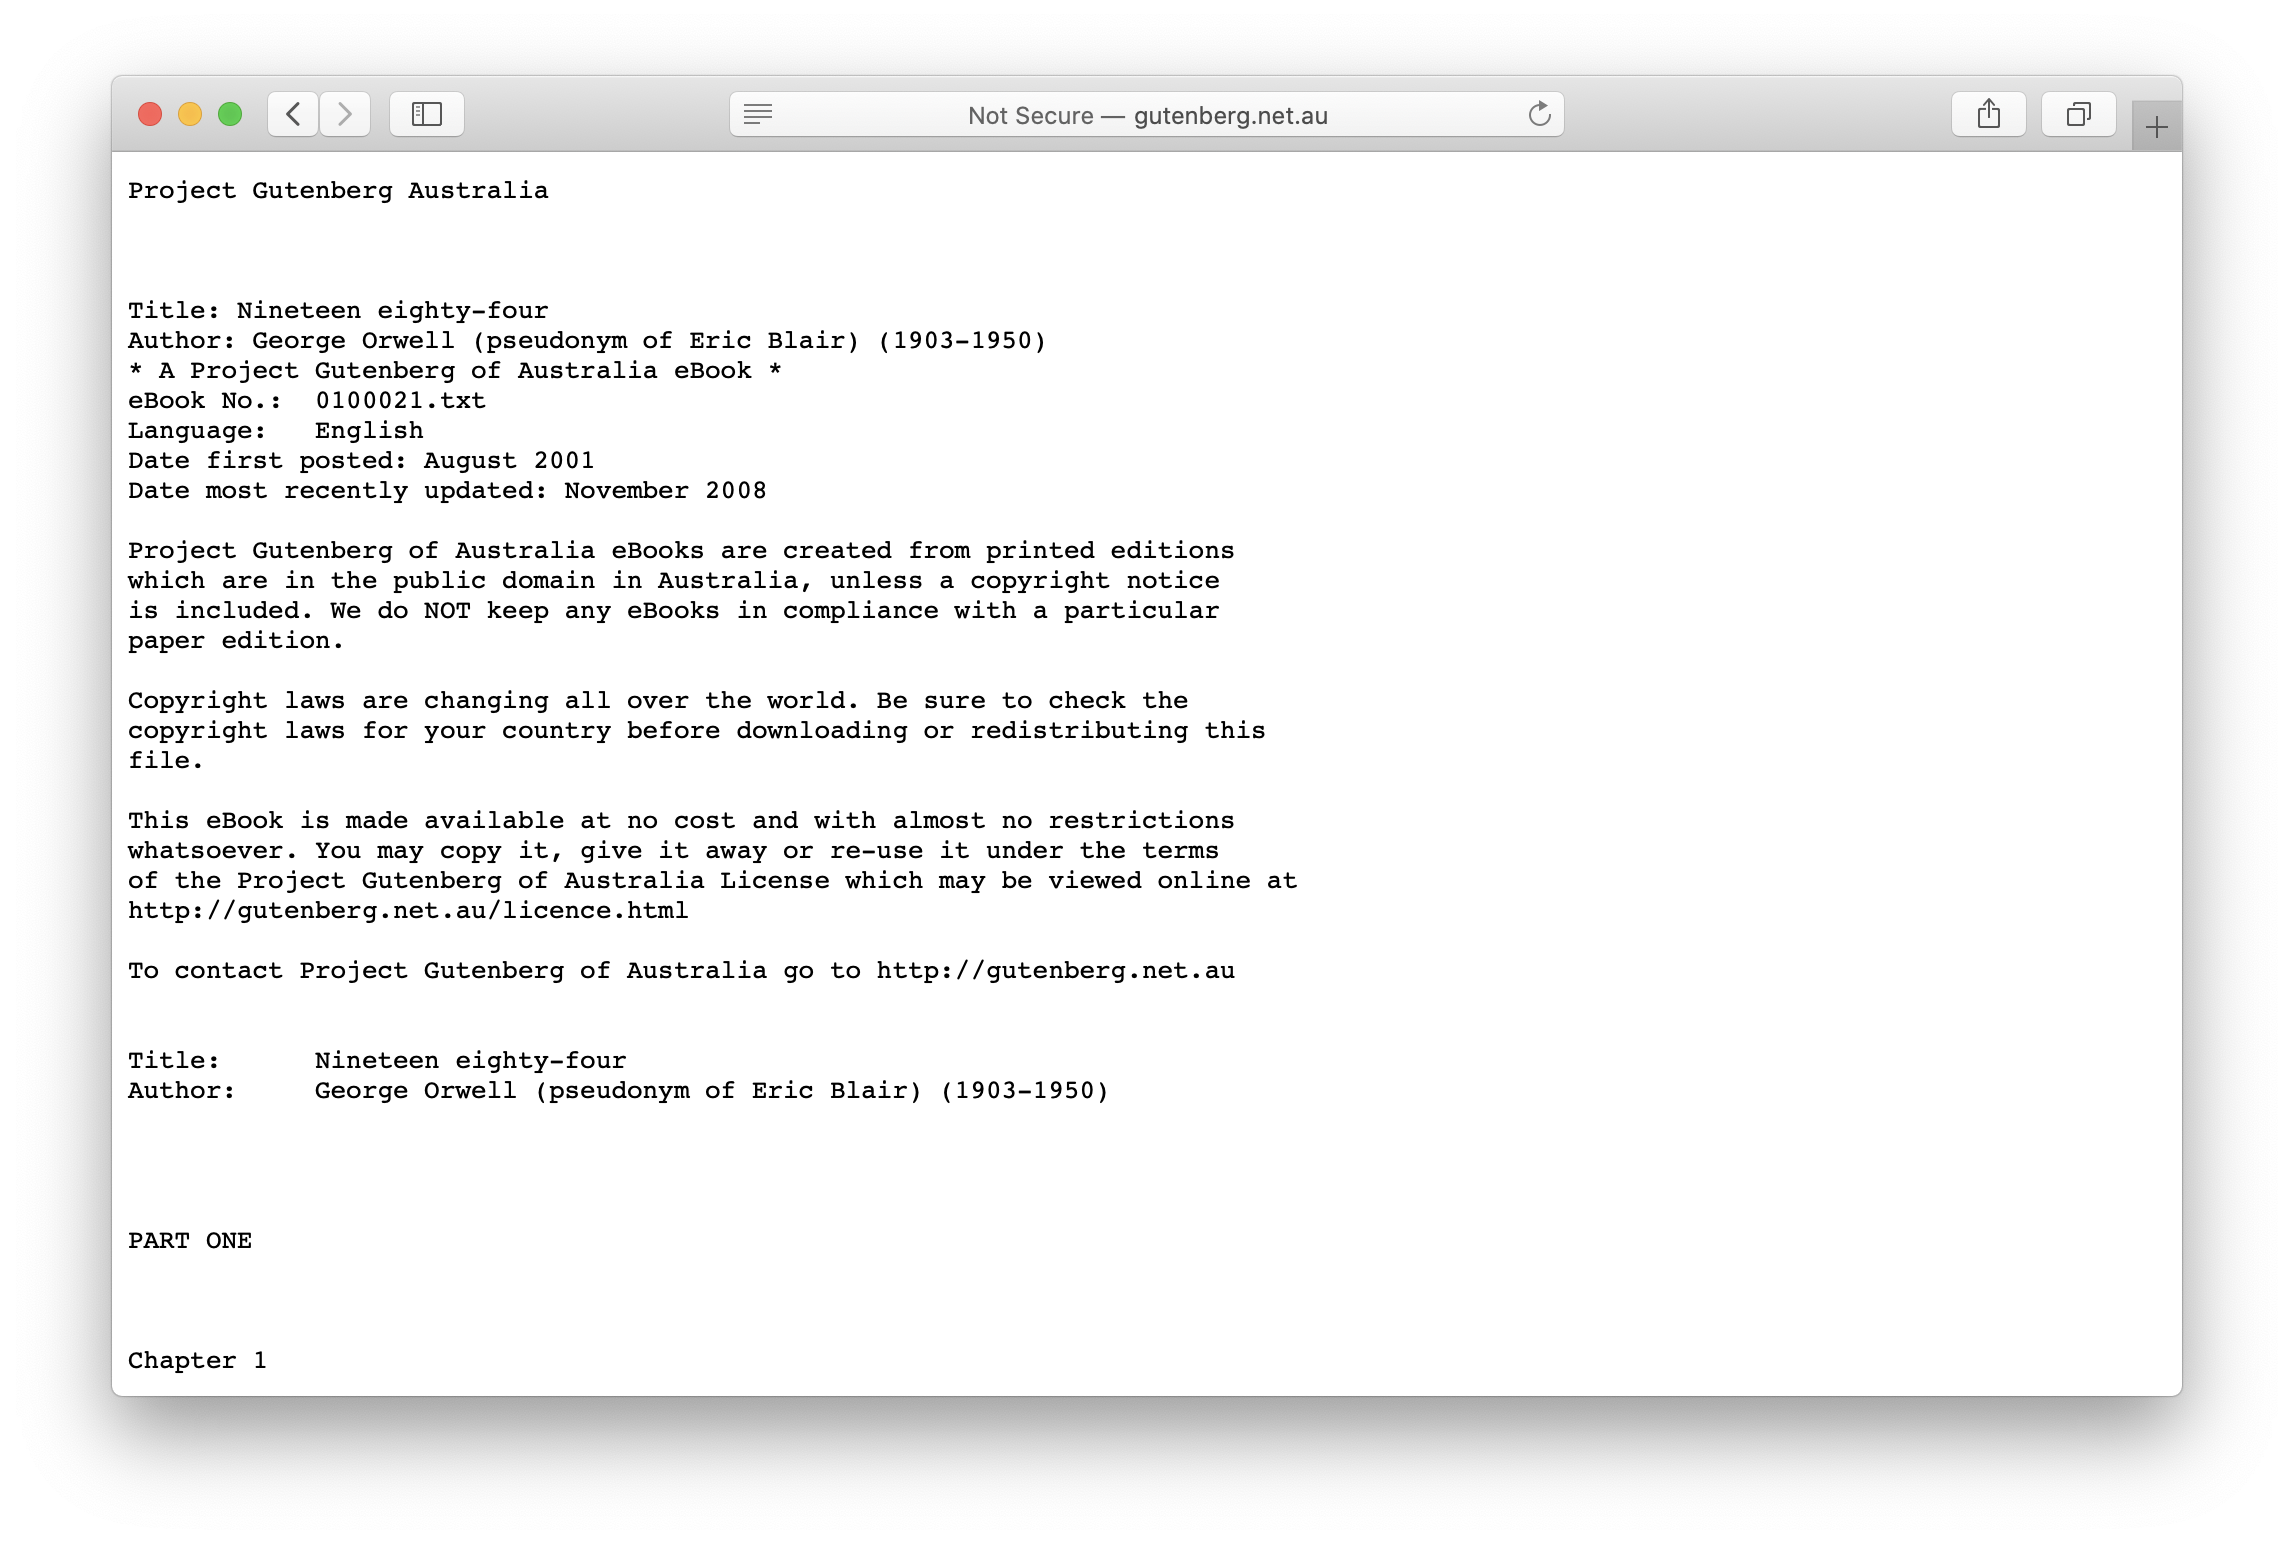 Not Secure — gutenberg.net.au
Project Gutenberg Australia
Title: Nineteen eighty-four
Author: George Orwell (pseudonym of Eric Blair) (1903-1950)
* A Project Gutenberg of Australia eBook *
eBook No.:  0100021.txt
Language:   English
Date first posted: August 2001
Date most recently updated: November 2008
Project Gutenberg of Australia eBooks are created from printed editions
which are in the public domain in Australia, unless a copyright notice
is included. We do NOT keep any eBooks in compliance with a particular
paper edition.
Copyright laws are changing all over the world. Be sure to check the
copyright laws for your country before downloading or redistributing this
file.
This eBook is made available at no cost and with almost no restrictions
whatsoever. You may copy it, give it away or re-use it under the terms
of the Project Gutenberg of Australia License which may be viewed online at
http://gutenberg.net.au/licence.html
To contact Project Gutenberg of Australia go to http://gutenberg.net.au
Title:      Nineteen eighty-four
Author:     George Orwell (pseudonym of Eric Blair) (1903-1950)
PART ONE
Chapter 1